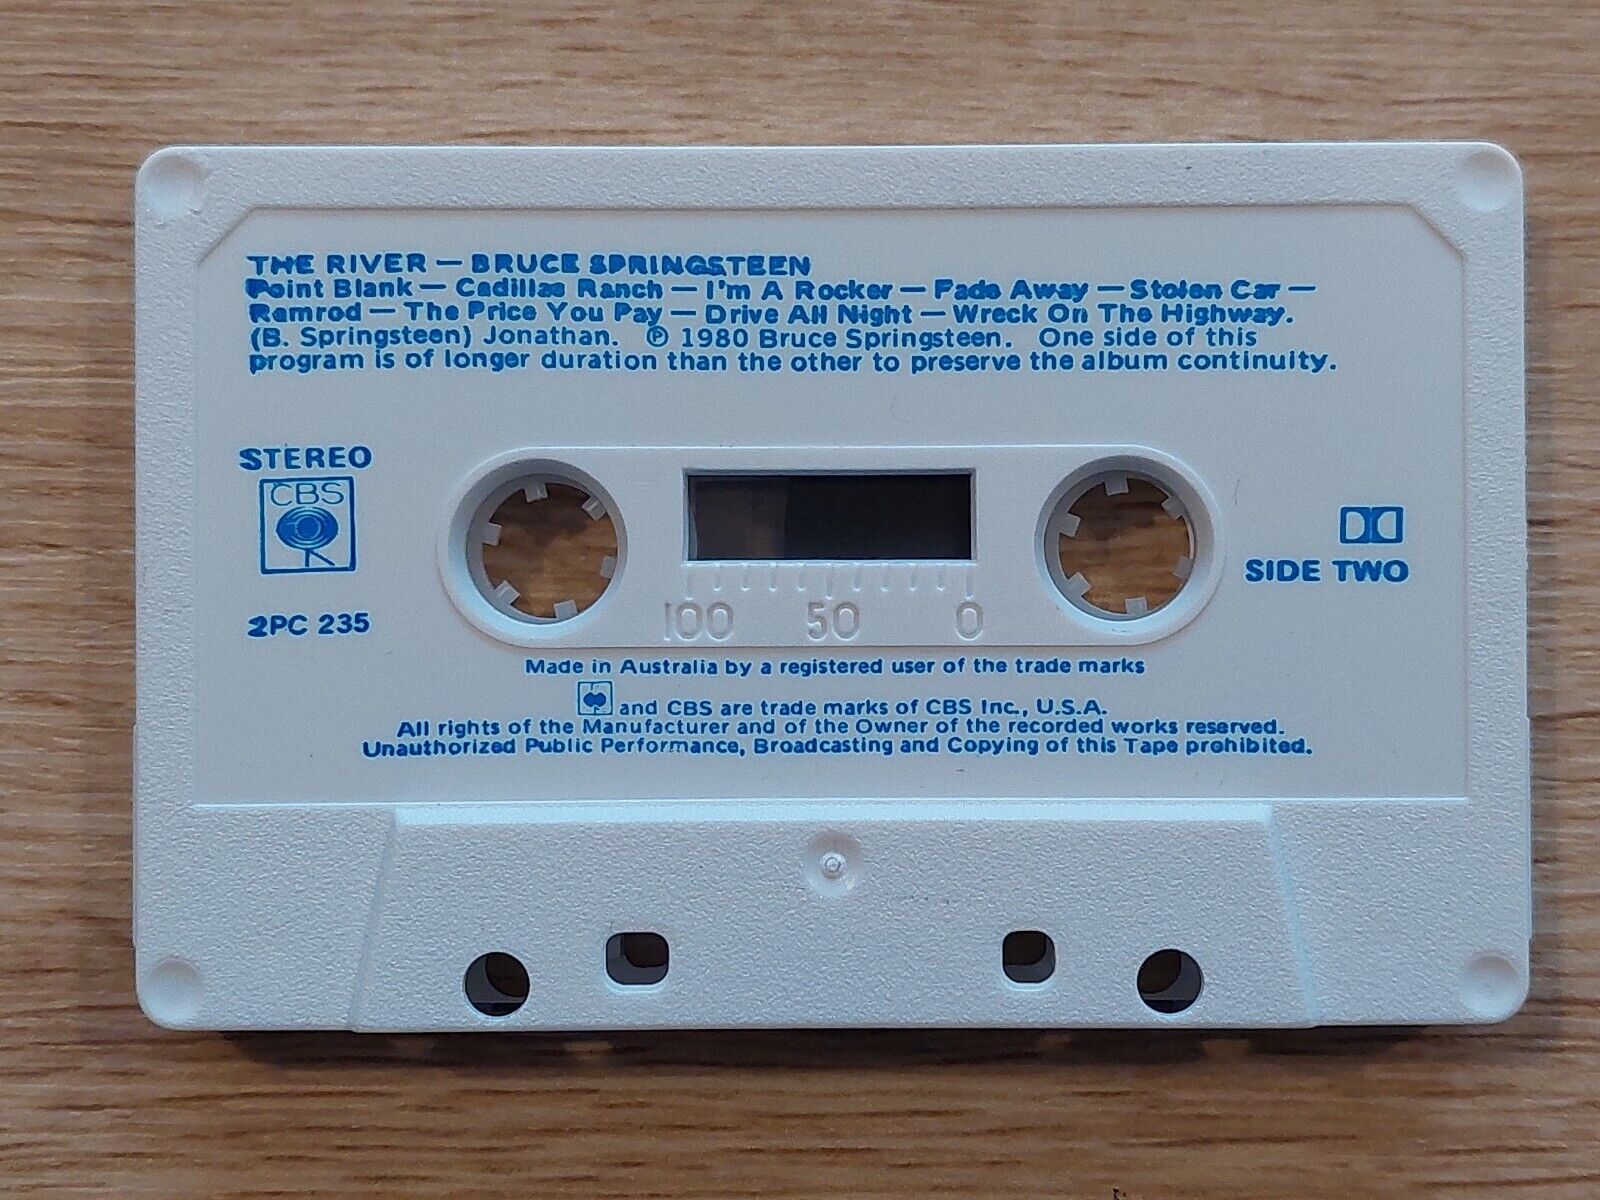 THE RIVER — BRUCE SPRINGSTEEN
Point Blank — Cadillac Ranch — I'm A Rocker — Fade Away — Stolen Car —
Ramrod — The Price You Pay — Drive All Night — Wreck On The Highway.
(B. Springsteen) Jonathan. ℗ 1980 Bruce Springsteen. One side of this
program is of longer duration than the other to preserve the album continuity.
STEREO
CBS
2PC 235
SIDE TWO
100 50 0
Made in Australia by a registered user of the trade marks
and CBS are trade marks of CBS Inc., U.S.A.
All rights of the Manufacturer and of the Owner of the recorded works reserved.
Unauthorized Public Performance, Broadcasting and Copying of this Tape prohibited.